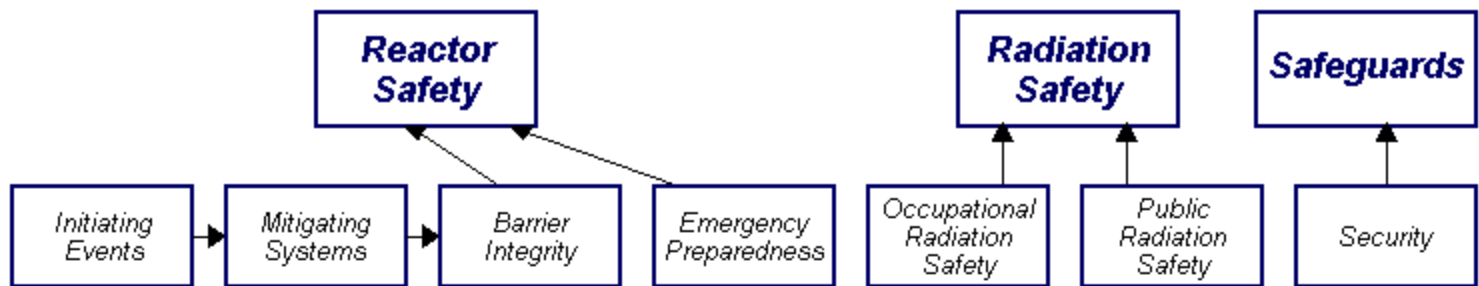 Reactor
Safety
Radiation
Safety
Safeguards
Initiating
Events
Mitigating
Systems
Barrier
Integrity
Emergency
Preparedness
Occupational
Radiation
Safety
Public
Radiation
Safety
Security